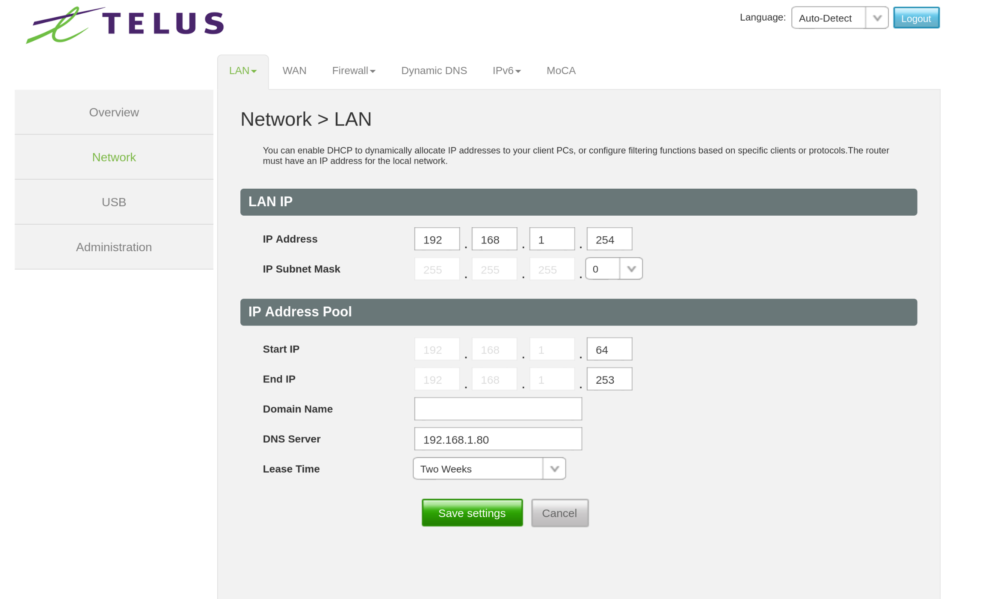 TELUS
Language: Auto-Detect Logout
LAN WAN Firewall Dynamic DNS IPv6 MoCA
Overview
Network
USB
Administration
Network > LAN
You can enable DHCP to dynamically allocate IP addresses to your client PCs, or configure filtering functions based on specific clients or protocols.The router
must have an IP address for the local network.
LAN IP
IP Address 192 . 168 . 1 . 254
IP Subnet Mask 255 . 255 . 255 . 0
IP Address Pool
Start IP 192 . 168 . 1 . 64
End IP 192 . 168 . 1 . 253
Domain Name
DNS Server 192.168.1.80
Lease Time Two Weeks
Save settings Cancel